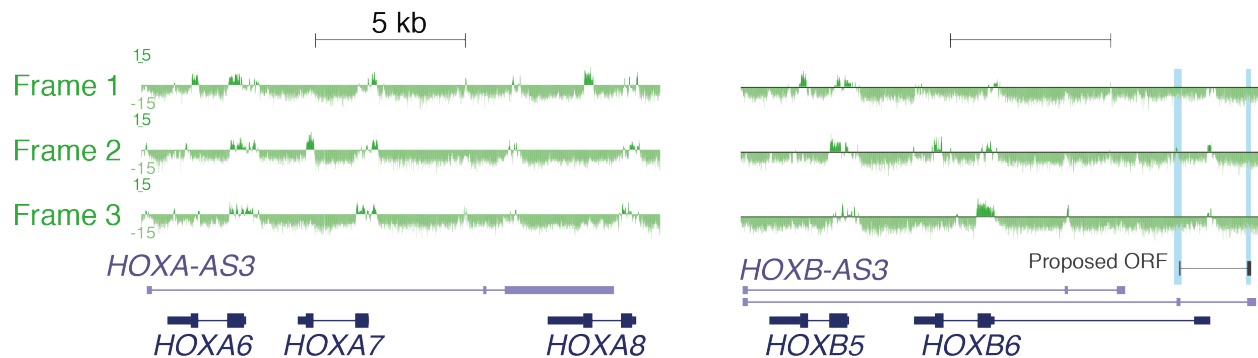 5 kb
15
Frame 1
-15
15
Frame 2
-15
15
Frame 3
-15
HOXA-AS3
HOXA6
HOXA7
HOXA8
Proposed ORF
HOXB-AS3
HOXB5
HOXB6